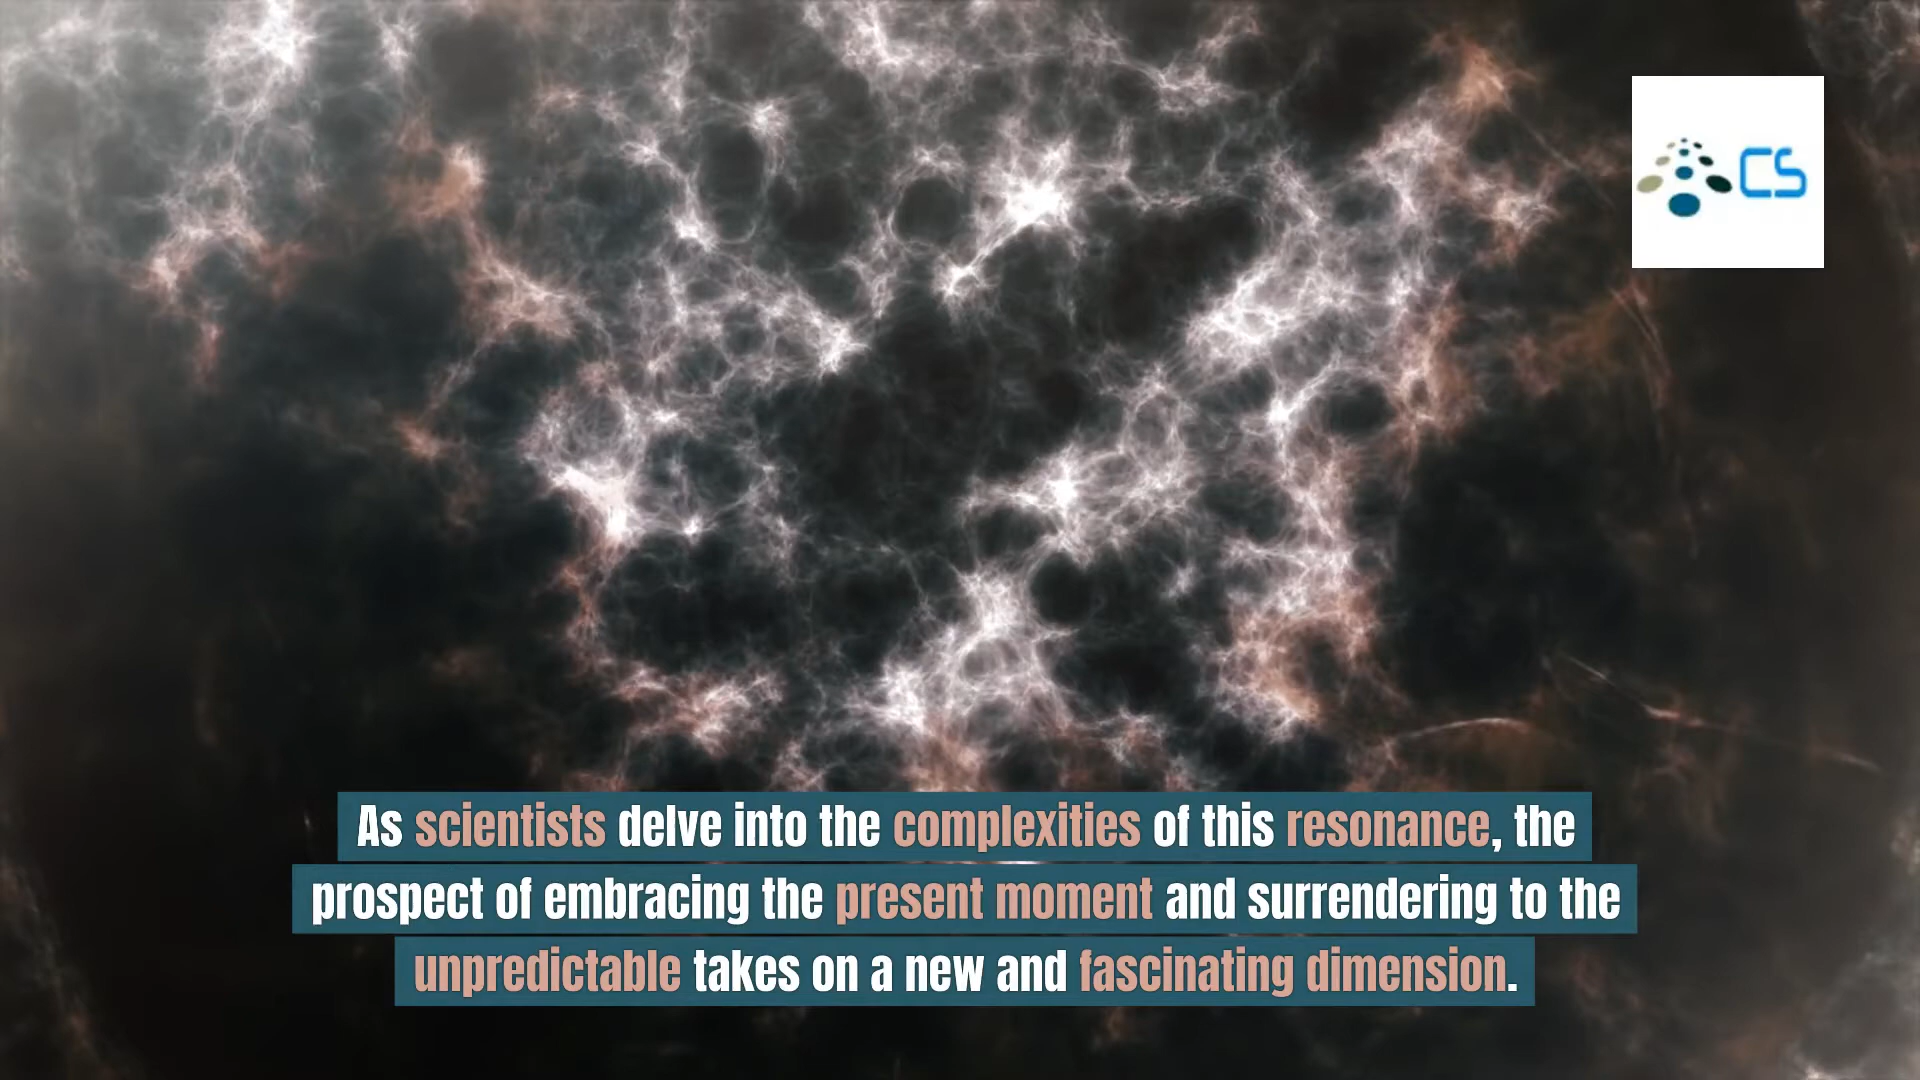 CS
As scientists delve into the complexities of this resonance, the
prospect of embracing the present moment and surrendering to the
unpredictable takes on a new and fascinating dimension.